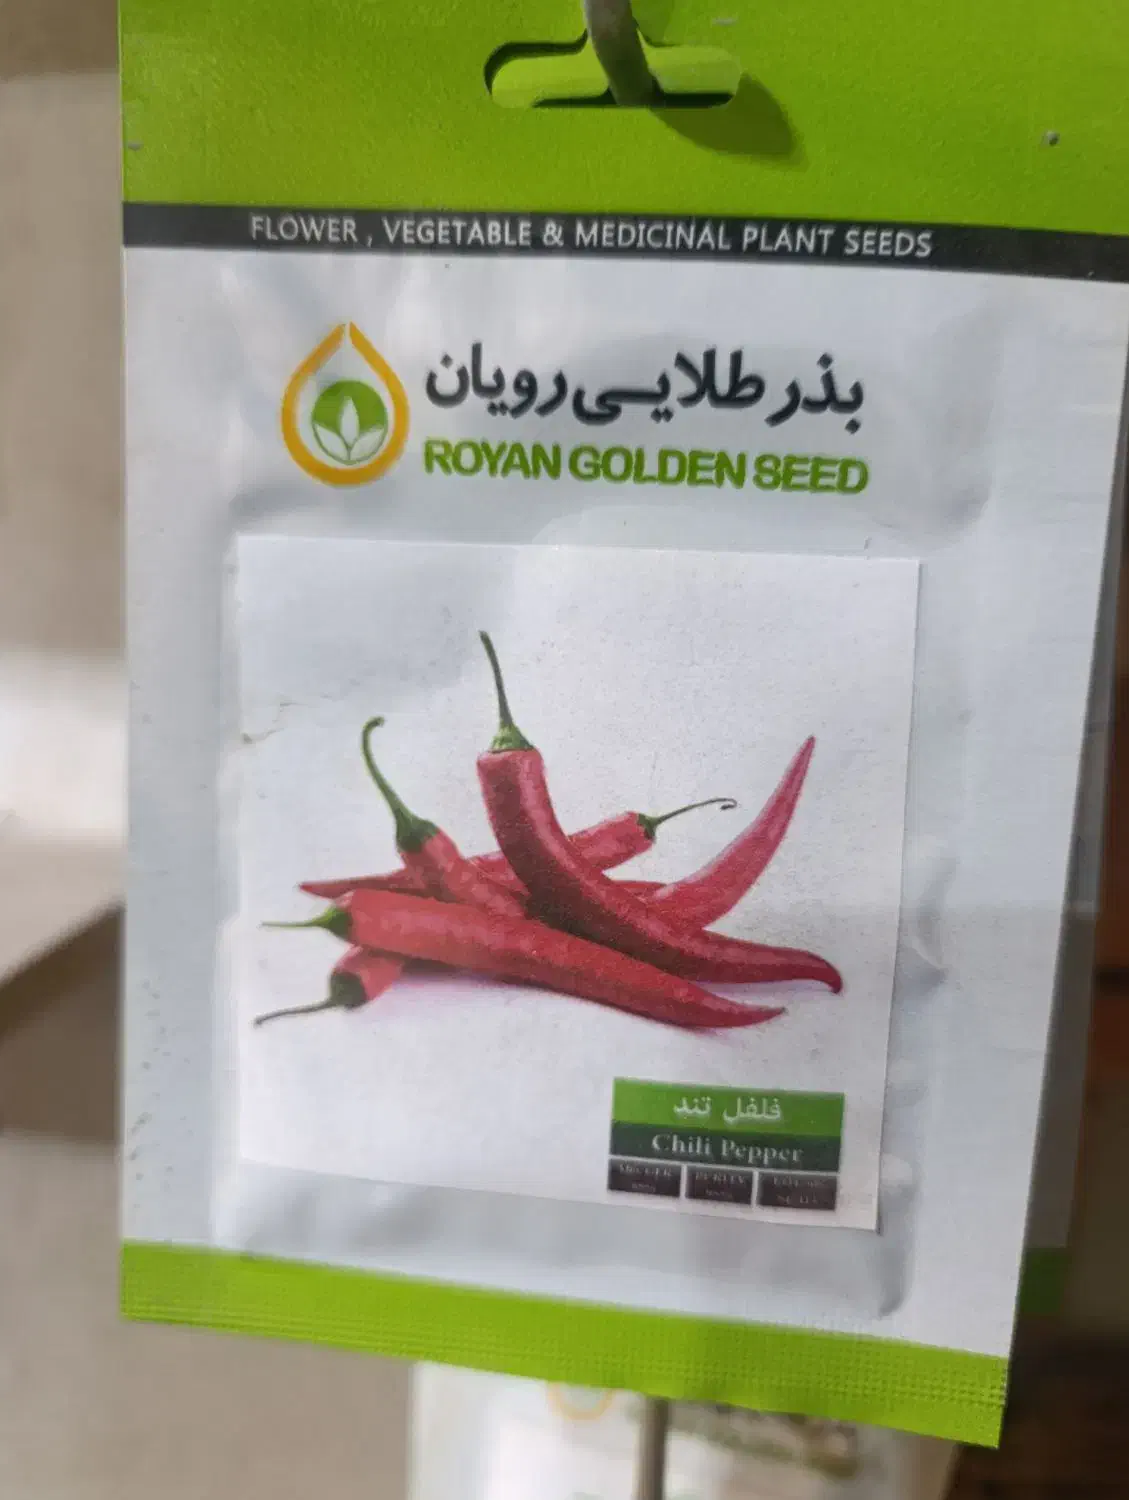 FLOWER , VEGETABLE & MEDICINAL PLANT SEEDS
بذر طلایی رویان
ROYAN GOLDEN SEED
فلفل تند
Chili Pepper